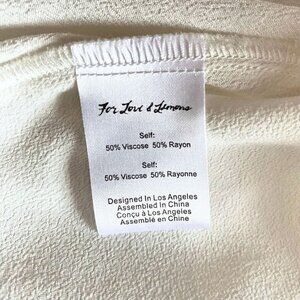 For Love & Lemons
Self:
50% Viscose 50% Rayon
Self:
50% Viscose 50% Rayonne
Designed In Los Angeles
Assembled In China
Conçu à Los Angeles
Assemblé en Chine